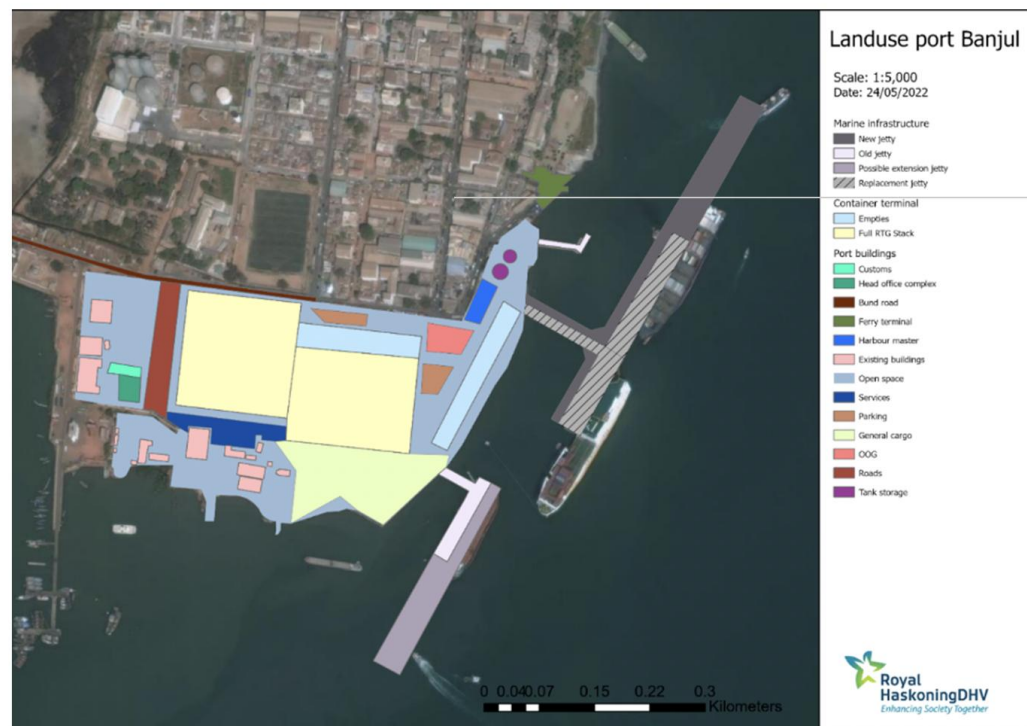 Landuse port Banjul
Scale: 1:5,000
Date: 24/05/2022
Marine infrastructure
New jetty
Old jetty
Possible extension jetty
Replacement jetty
Container terminal
Empties
Full RTG Stack
Port buildings
Customs
Head office complex
Bund road
Ferry terminal
Harbour master
Existing buildings
Open space
Services
Parking
General cargo
OOG
Roads
Tank storage
0 0.04 0.07 0.15 0.22 0.3
Kilometers
Royal
HaskoningDHV
Enhancing Society Together